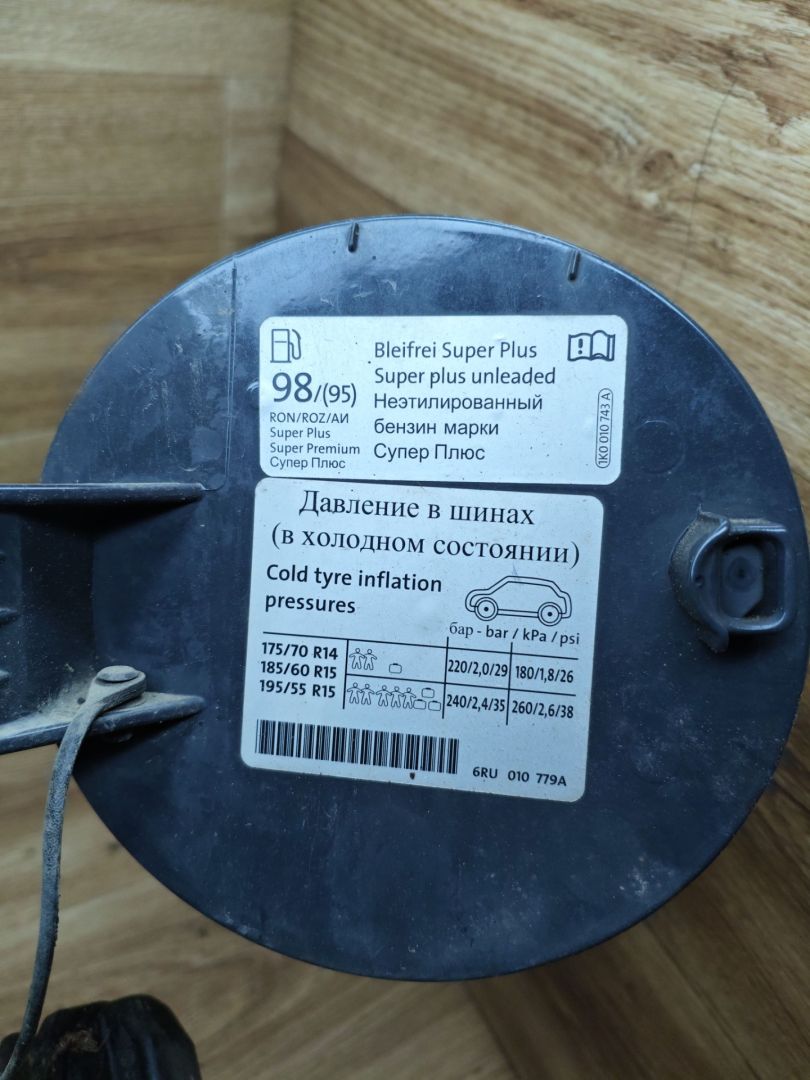 98/(95)
RON/ROZ/АИ
Super Plus
Super Premium
Супер Плюс
Bleifrei Super Plus
Super plus unleaded
Неэтилированный
бензин марки
Супер Плюс
1K0 010 743 A
Давление в шинах
(в холодном состоянии)
Cold tyre inflation
pressures
бар - bar / kPa / psi
175/70 R14
185/60 R15
195/55 R15
220/2,0/29 180/1,8/26
240/2,4/35 260/2,6/38
6RU 010 779A